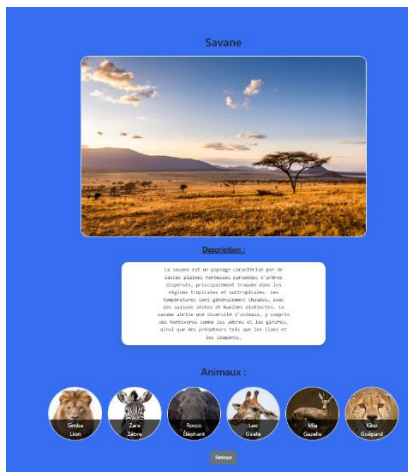 Savane
Description :
La savane est un paysage caractérisé par de
vastes plaines herbeuses parsemées d'arbres
dispersés, principalement trouvée dans les
régions tropicales et subtropicales. Les
températures sont généralement chaudes, avec
des saisons sèches et humides distinctes. La
savane abrite une diversité d'animaux, y compris
des herbivores comme les zèbres et les girafes,
ainsi que des prédateurs tels que les lions et
les léopards.
Animaux :
Simba
Lion
Zara
Zèbre
Rocco
Éléphant
Leo
Girafe
Mia
Gazelle
Kibo
Guépard
Retour